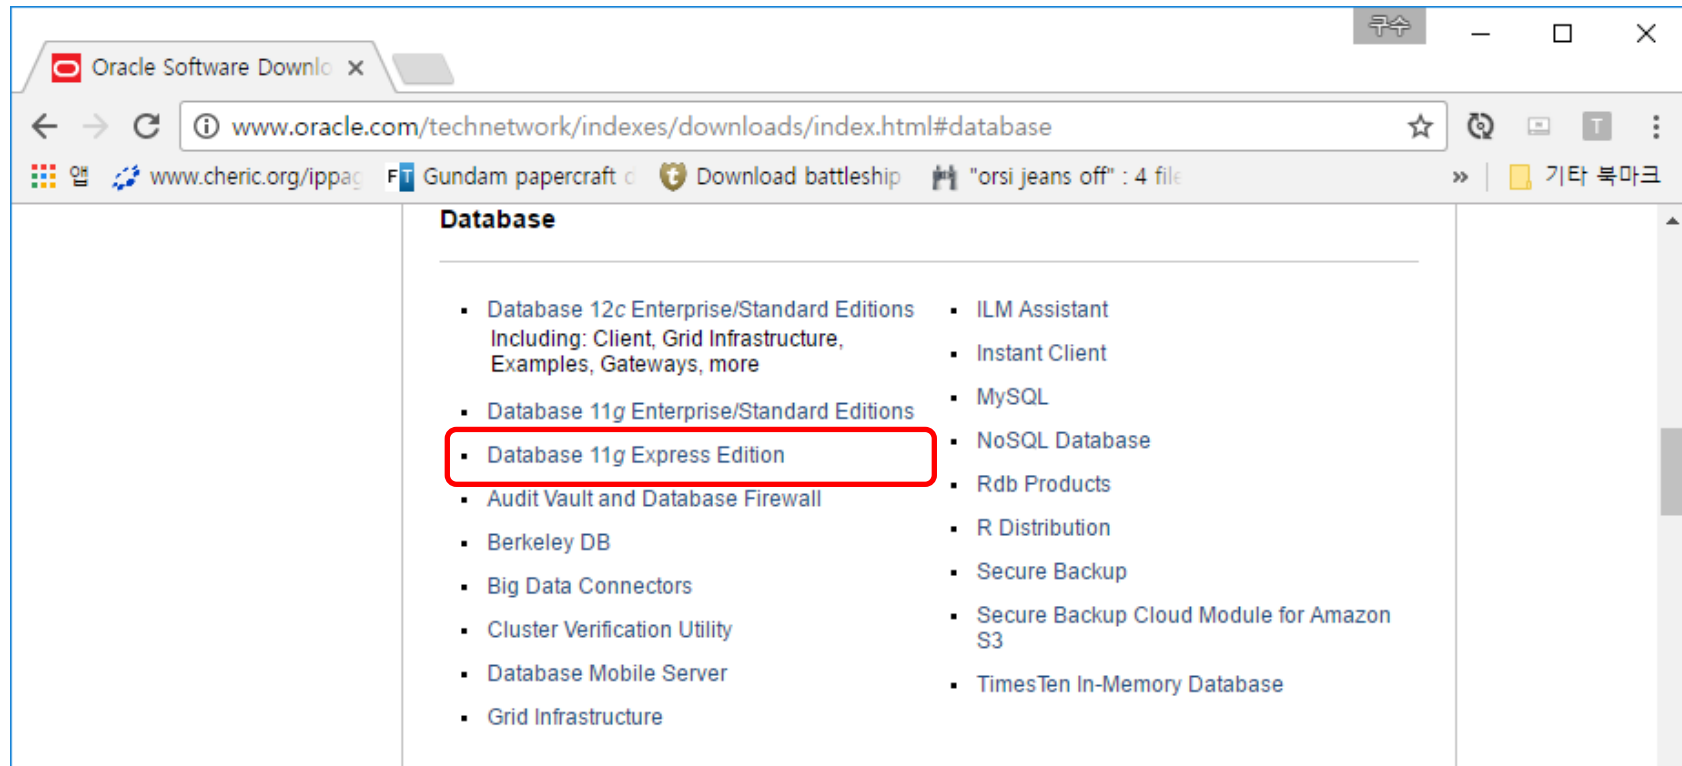 구수
Oracle Software Downlo
www.oracle.com/technetwork/indexes/downloads/index.html#database
앱 www.cheric.org/ippag FT Gundam papercraft d Download battleship "orsi jeans off" : 4 file » 기타 북마크
Database
Database 12c Enterprise/Standard Editions
Including: Client, Grid Infrastructure,
Examples, Gateways, more
Database 11g Enterprise/Standard Editions
Database 11g Express Edition
Audit Vault and Database Firewall
Berkeley DB
Big Data Connectors
Cluster Verification Utility
Database Mobile Server
Grid Infrastructure
ILM Assistant
Instant Client
MySQL
NoSQL Database
Rdb Products
R Distribution
Secure Backup
Secure Backup Cloud Module for Amazon
S3
TimesTen In-Memory Database